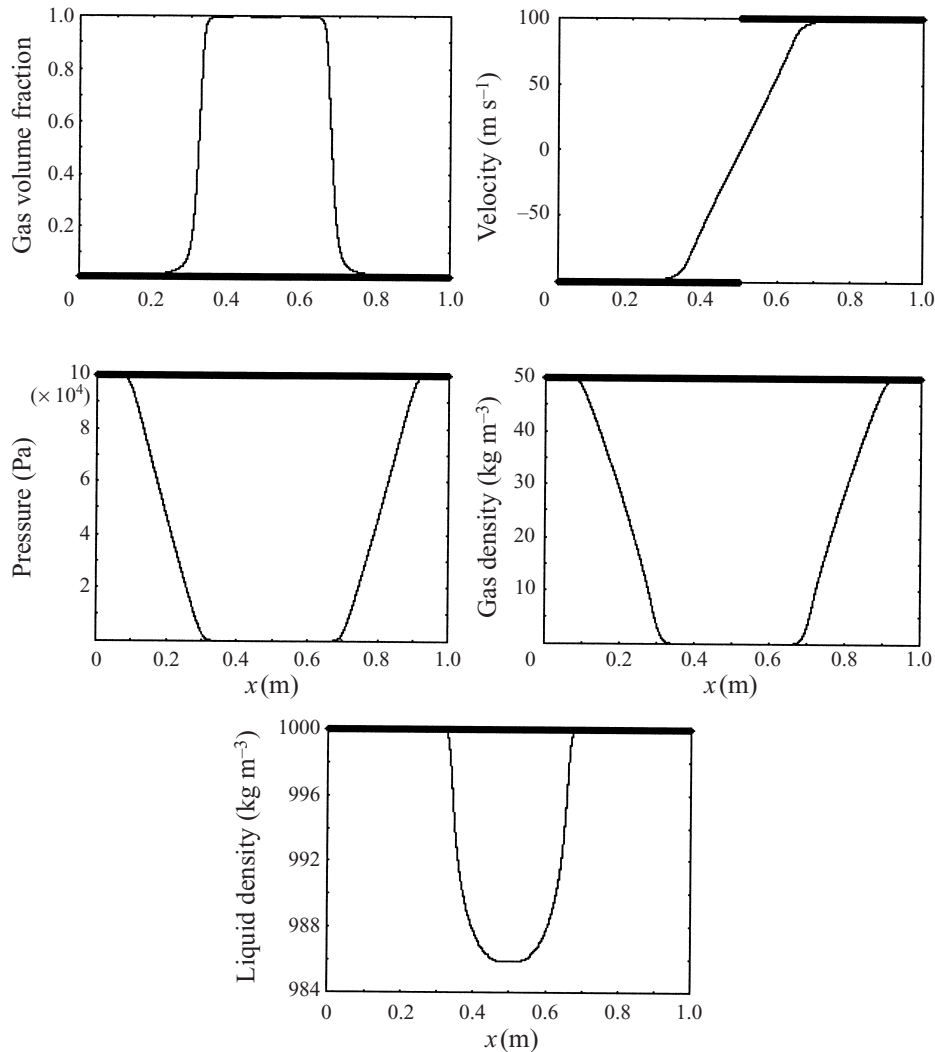 Gas volume fraction
1.0
0.8
0.6
0.4
0.2
0 0.2 0.4 0.6 0.8 1.0
Velocity (m s–1)
100
50
0
–50
0 0.2 0.4 0.6 0.8 1.0
Pressure (Pa)
10
(× 10⁴)
8
6
4
2
0 0.2 0.4 0.6 0.8 1.0
x (m)
Gas density (kg m–3)
50
40
30
20
10
0 0.2 0.4 0.6 0.8 1.0
x (m)
Liquid density (kg m–3)
1000
996
992
988
984
0 0.2 0.4 0.6 0.8 1.0
x (m)